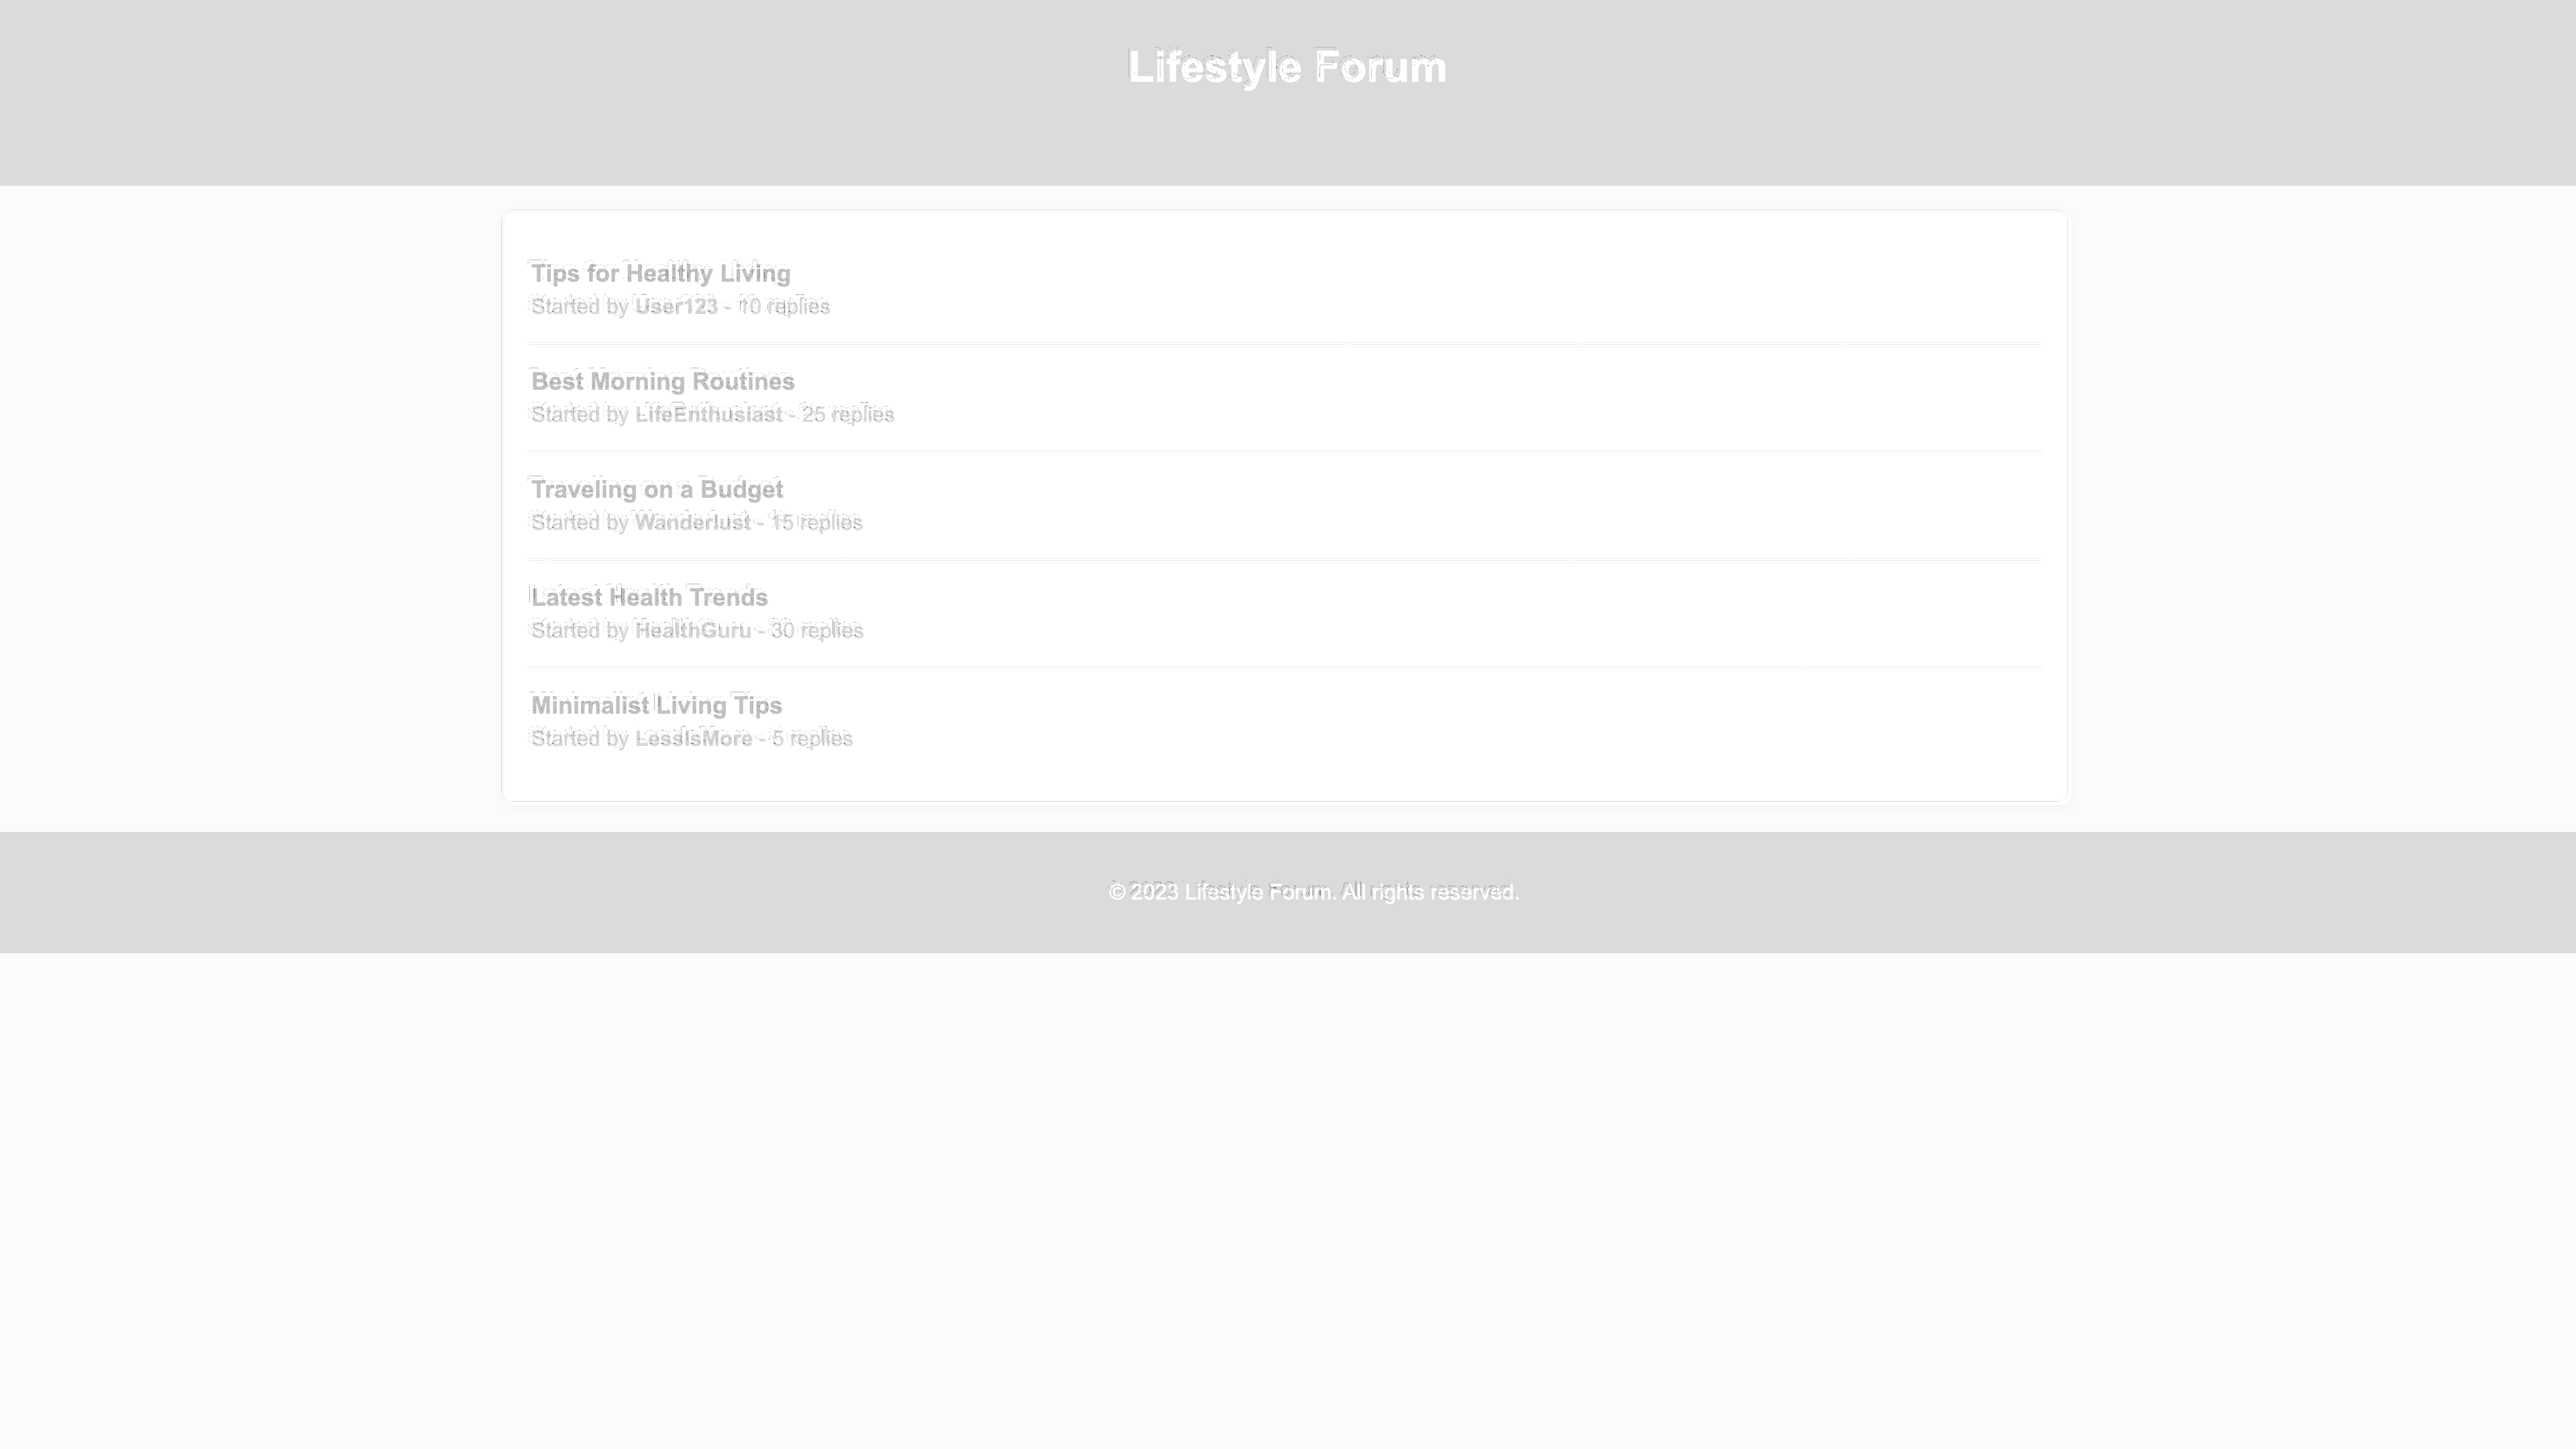 Lifestyle Forum
Tips for Healthy Living
Started by User123 - 10 replies
Best Morning Routines
Started by LifeEnthusiast - 25 replies
Traveling on a Budget
Started by Wanderlust - 15 replies
Latest Health Trends
Started by HealthGuru - 30 replies
Minimalist Living Tips
Started by LessIsMore - 5 replies
© 2023 Lifestyle Forum. All rights reserved.